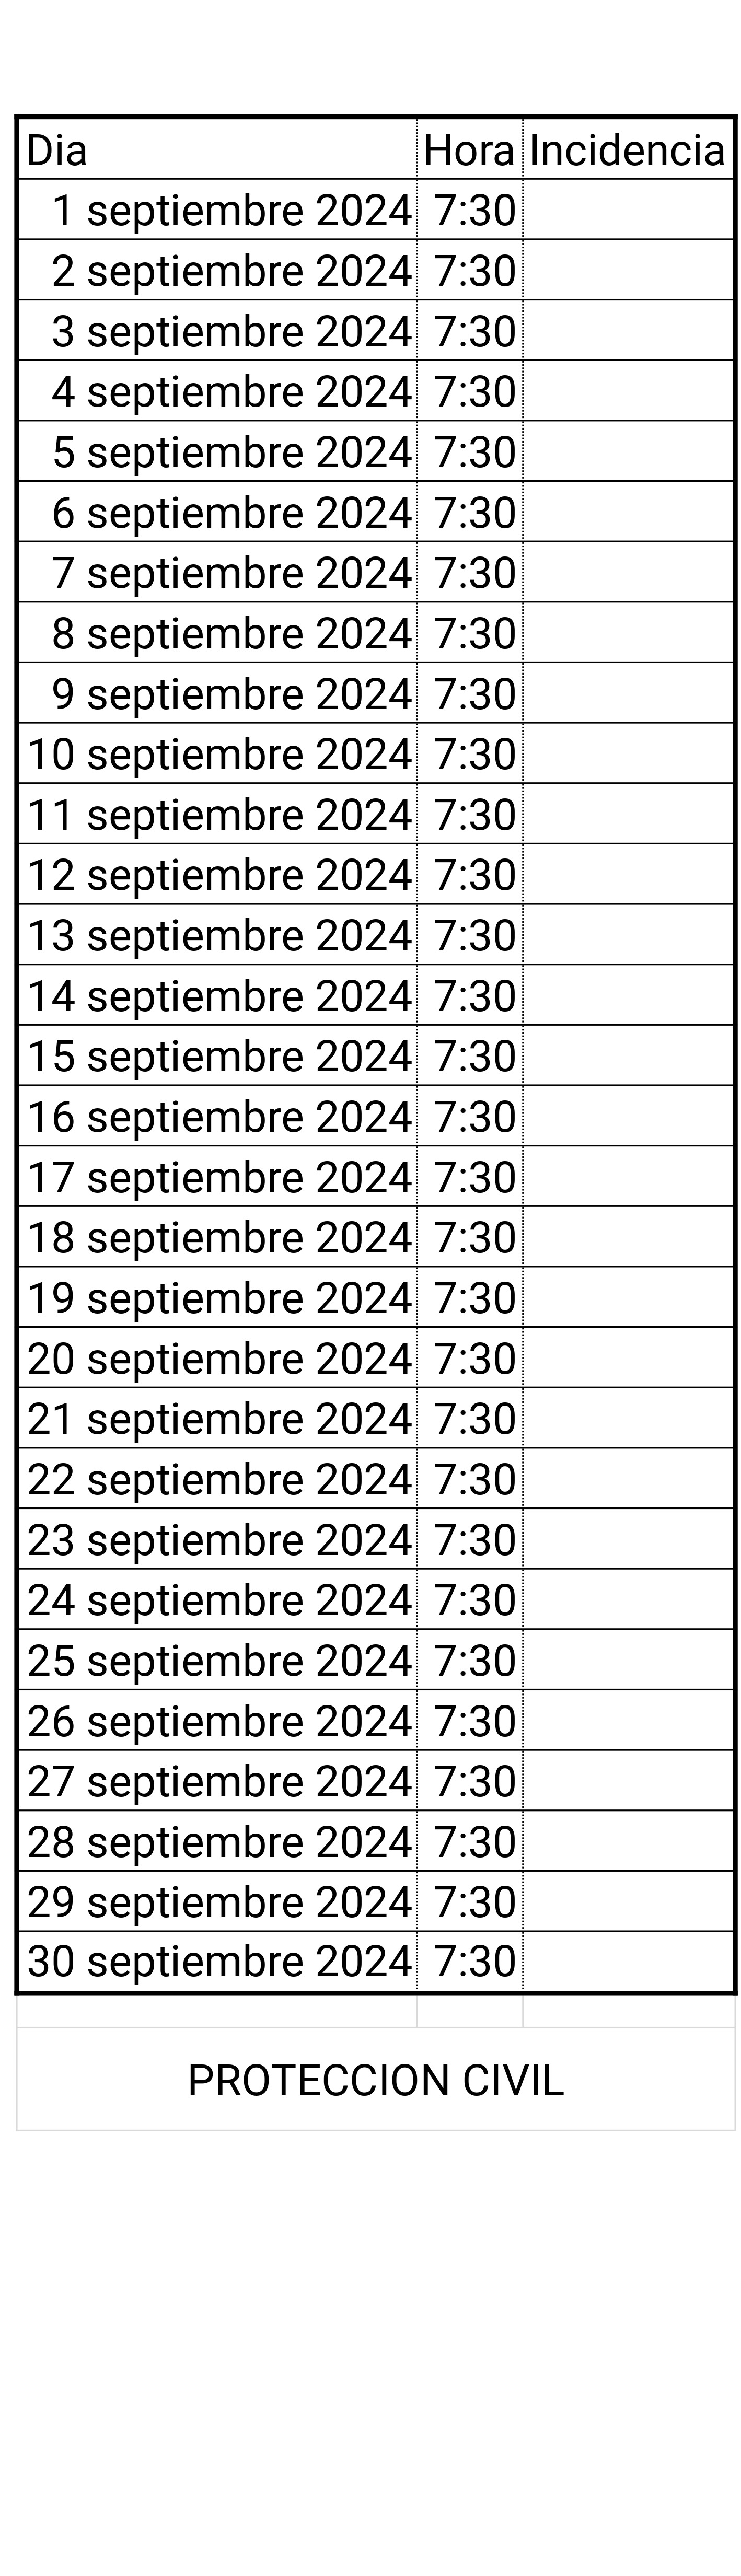 Dia Hora Incidencia
1 septiembre 2024 7:30
2 septiembre 2024 7:30
3 septiembre 2024 7:30
4 septiembre 2024 7:30
5 septiembre 2024 7:30
6 septiembre 2024 7:30
7 septiembre 2024 7:30
8 septiembre 2024 7:30
9 septiembre 2024 7:30
10 septiembre 2024 7:30
11 septiembre 2024 7:30
12 septiembre 2024 7:30
13 septiembre 2024 7:30
14 septiembre 2024 7:30
15 septiembre 2024 7:30
16 septiembre 2024 7:30
17 septiembre 2024 7:30
18 septiembre 2024 7:30
19 septiembre 2024 7:30
20 septiembre 2024 7:30
21 septiembre 2024 7:30
22 septiembre 2024 7:30
23 septiembre 2024 7:30
24 septiembre 2024 7:30
25 septiembre 2024 7:30
26 septiembre 2024 7:30
27 septiembre 2024 7:30
28 septiembre 2024 7:30
29 septiembre 2024 7:30
30 septiembre 2024 7:30
PROTECCION CIVIL